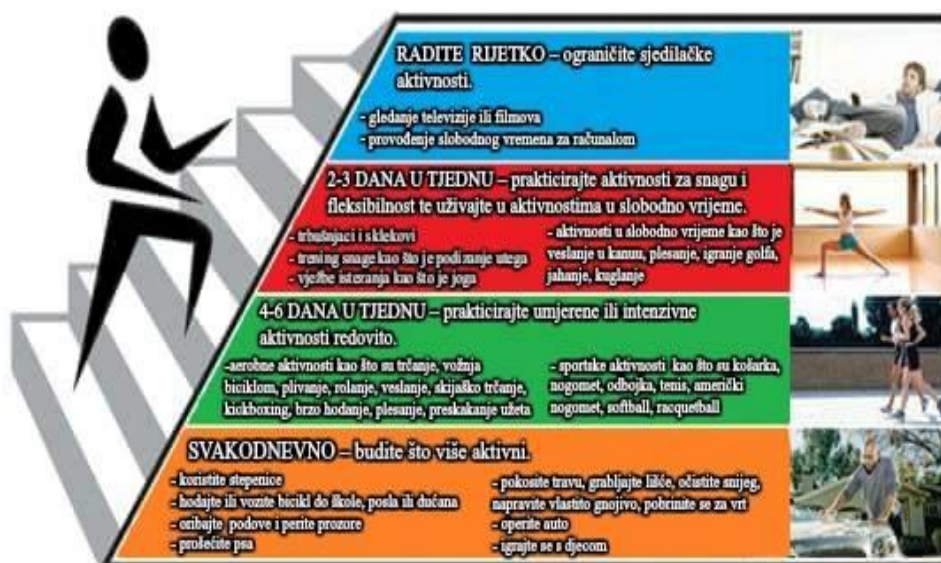 RADITE RIJETKO – ograničite sjedilačke
aktivnosti.
- gledanje televizije ili filmova
- provođenje slobodnog vremena za računalom
2-3 DANA U TJEDNU – prakticirajte aktivnosti za snagu i
fleksibilnost te uživajte u aktivnostima u slobodno vrijeme.
- trbušnjaci i sklekovi
- trening snage kao što je podizanje utega
- vježbe istezanja kao što je joga
- aktivnosti u slobodno vrijeme kao što je
veslanje u kanuu, plesanje, igranje golfa,
jahanje, kuglanje
4-6 DANA U TJEDNU – prakticirajte umjerene ili intenzivne
aktivnosti redovito.
-aerobne aktivnosti kao što su trčanje, vožnja
biciklom, plivanje, rolanje, veslanje, skijaško trčanje,
kickboxing, brzo hodanje, plesanje, preskakanje užeta
- sportske aktivnosti kao što su košarka,
nogomet, odbojka, tenis, američki
nogomet, softball, racquetball
SVAKODNEVNO – budite što više aktivni.
- koristite stepenice
- hodajte ili vozite bicikl do škole, posla ili dućana
- oribajte podove i perite prozore
- prošećite psa
- pokosite travu, grabljajte lišće, očistite snijeg,
napravite vlastito gnojivo, pobrinite se za vrt
- operite auto
- igrajte se s djecom